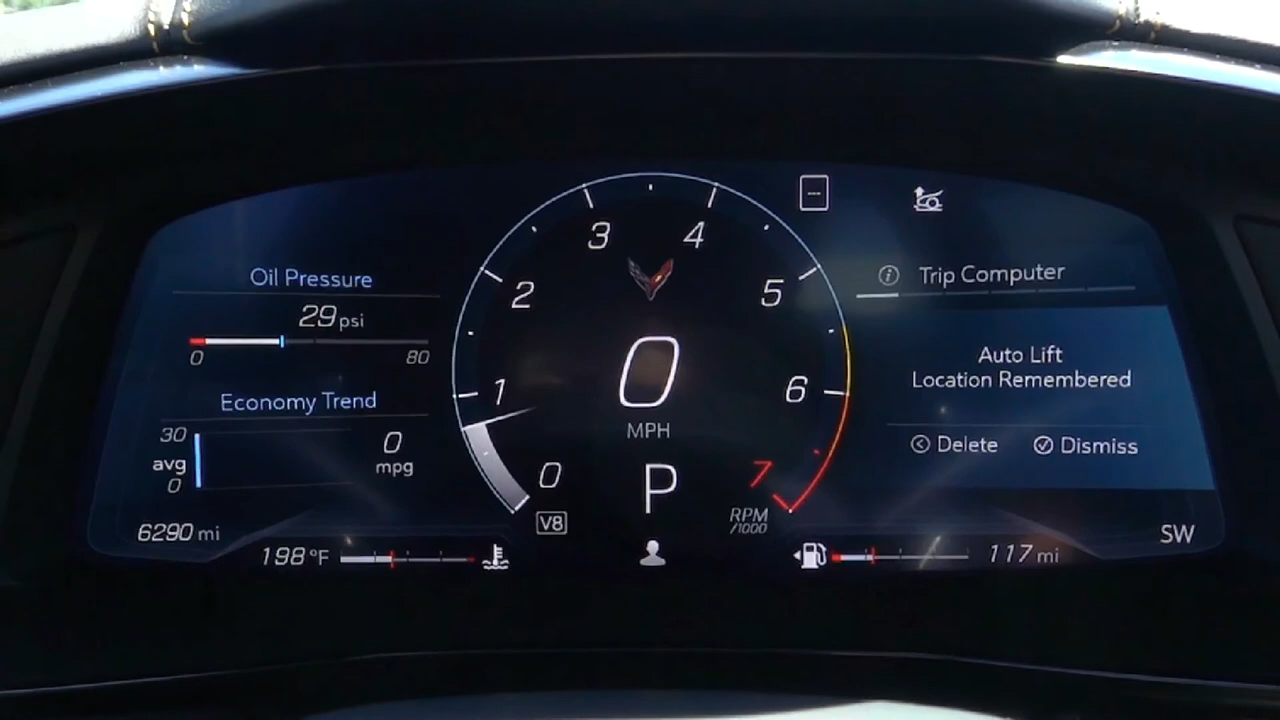 Oil Pressure
29 psi
0 80
Economy Trend
30
avg
0
0
mpg
6290 mi
198 °F
0
1
2
3
4
5
6
7
0
MPH
P
V8
RPM
/1000
--
Trip Computer
Auto Lift
Location Remembered
Delete Dismiss
SW
117 mi